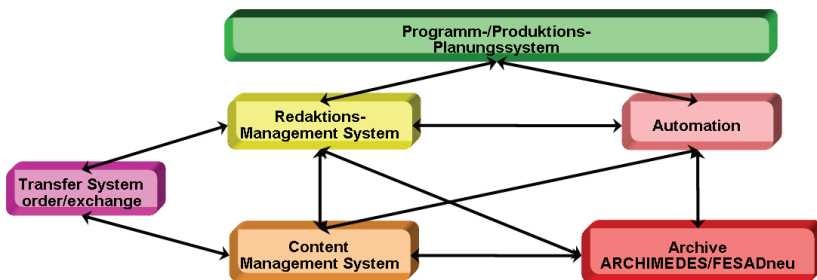 Programm-/Produktions-
Planungssystem
Redaktions-
Management System
Automation
Transfer System
order/exchange
Content
Management System
Archive
ARCHIMEDES/FESADneu